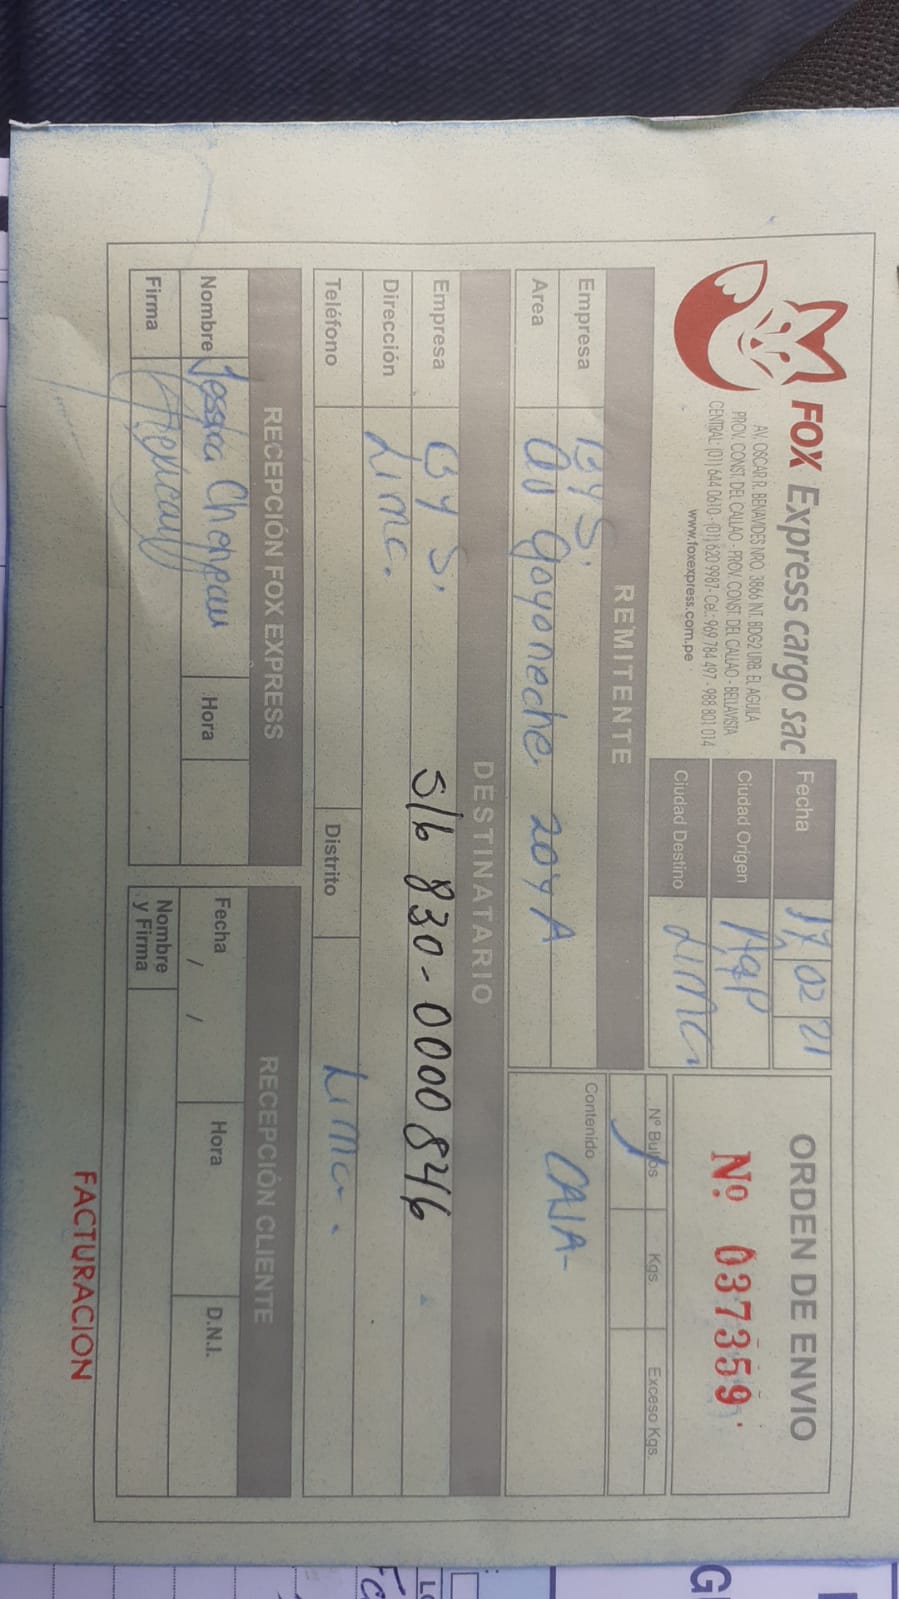 FOX Express cargo sac
AV. OSCAR R. BENAVIDES NRO. 3866 INT. BDG2 URB. EL AGUILA
PROV. CONST. DEL CALLAO - PROV. CONST. DEL CALLAO - BELLAVISTA
CENTRAL: (01) 644 0610 - (01) 620 9987 - Cel.: 969 784 497 - 988 801 014
www.foxexpress.com.pe
Fecha 17 02 21
Ciudad Origen Aqp
Ciudad Destino Lima
ORDEN DE ENVIO
Nº 037359
REMITENTE
Empresa B y S.
Area av goyoneche 204 A
Nº Bultos 1 Kgs. Exceso Kgs.
Contenido CAJA-
DESTINATARIO
Empresa B y S. S/6 830-0000846
Dirección Lima.
Teléfono Distrito Lima.
RECEPCIÓN FOX EXPRESS
Nombre Jessica Hora
Firma
RECEPCIÓN CLIENTE
Fecha / / Hora D.N.I.
Nombre
y Firma
FACTURACION